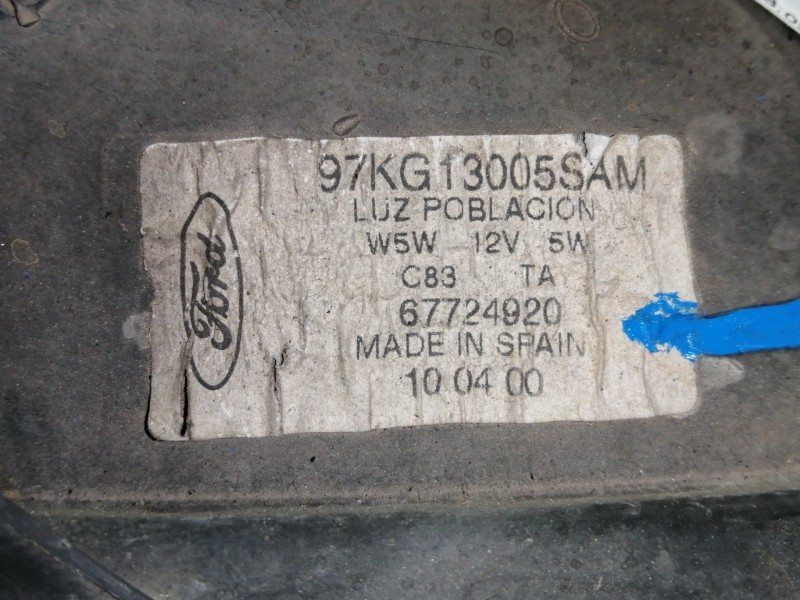 Ford
97KG13005SAM
LUZ POBLACION
W5W 12V 5W
C83 TA
67724920
MADE IN SPAIN
10 04 00